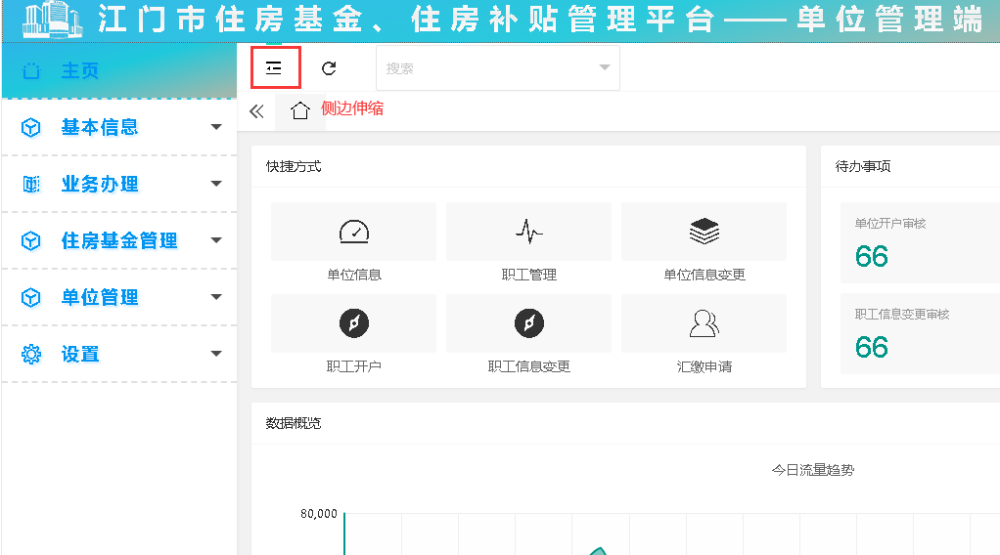 江门市住房基金、住房补贴管理平台——单位管理端
主页
搜索
侧边伸缩
基本信息
业务办理
住房基金管理
单位管理
设置
快捷方式
单位信息
职工管理
单位信息变更
职工开户
职工信息变更
汇缴申请
待办事项
单位开户审核
66
职工信息变更审核
66
数据概览
今日流量趋势
80,000